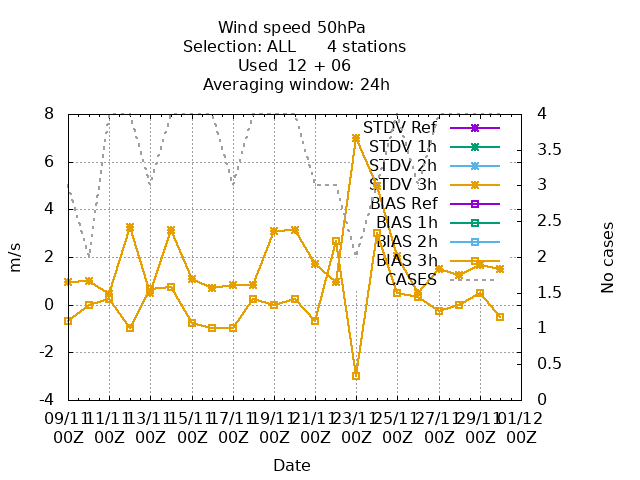 Wind speed 50hPa
Selection: ALL 4 stations
Used 12 + 06
Averaging window: 24h
8
6
4
2
0
-2
-4
m/s
4
3.5
3
2.5
2
1.5
1
0.5
0
No cases
STDV Ref
STDV 1h
STDV 2h
STDV 3h
BIAS Ref
BIAS 1h
BIAS 2h
BIAS 3h
CASES
09/11 11/11 13/11 15/11 17/11 19/11 21/11 23/11 25/11 27/11 29/11 01/12
00Z 00Z 00Z 00Z 00Z 00Z 00Z 00Z 00Z 00Z 00Z 00Z
Date